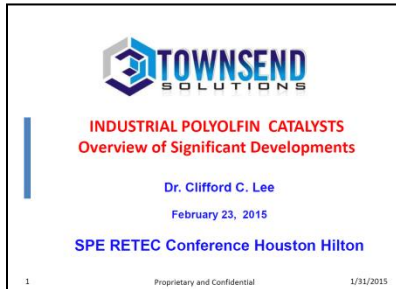 TOWNSEND
SOLUTIONS
INDUSTRIAL POLYOLFIN CATALYSTS
Overview of Significant Developments
Dr. Clifford C. Lee
February 23, 2015
SPE RETEC Conference Houston Hilton
1 Proprietary and Confidential 1/31/2015